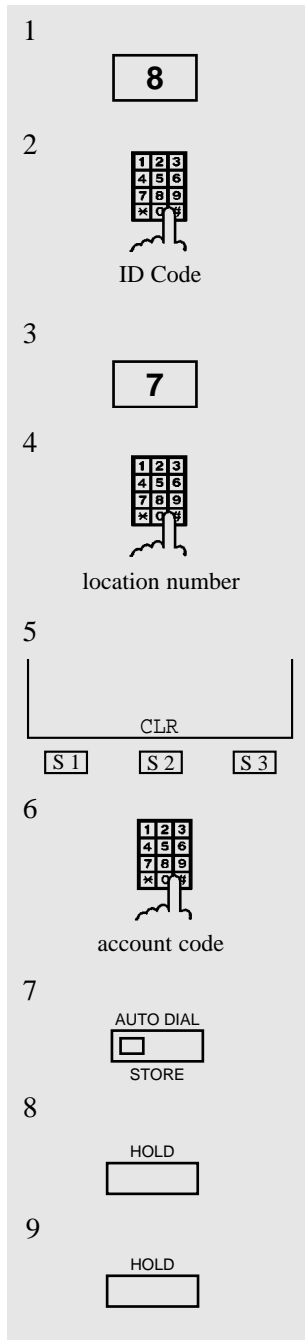 1
8
2
1 2 3
4 5 6
7 8 9
* 0 #
ID Code
3
7
4
1 2 3
4 5 6
7 8 9
* 0 #
location number
5
CLR
S 1 S 2 S 3
6
1 2 3
4 5 6
7 8 9
* 0 #
account code
7
AUTO DIAL
STORE
8
HOLD
9
HOLD